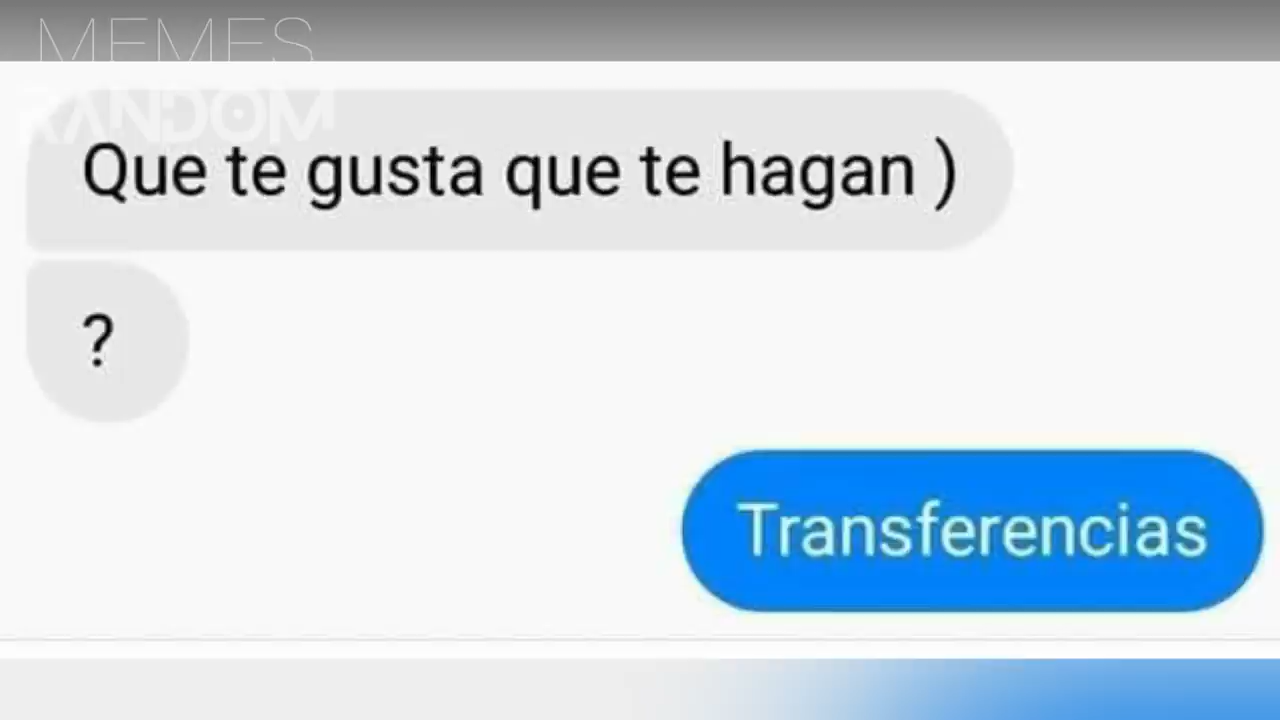 MEMES
RANDOM
Que te gusta que te hagan )
?
Transferencias